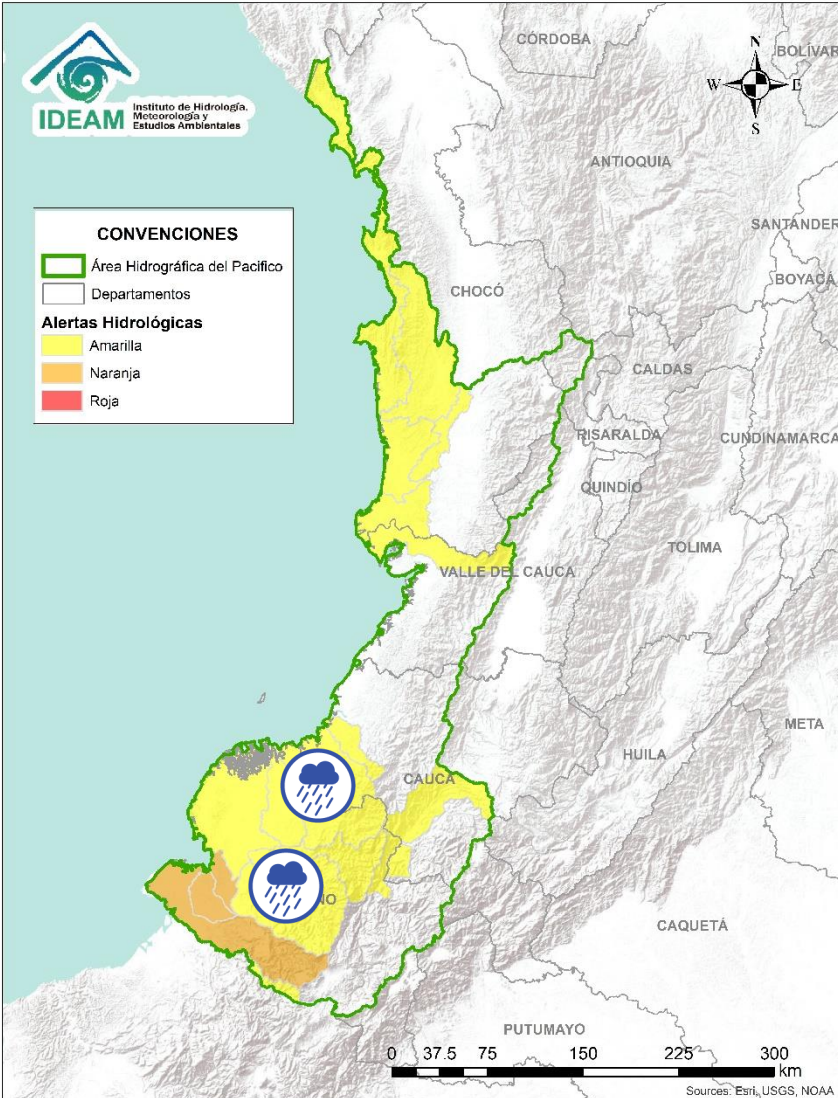 IDEAM
Instituto de Hidrología,
Meteorología y
Estudios Ambientales
CONVENCIONES
Área Hidrográfica del Pacifico
Departamentos
Alertas Hidrológicas
Amarilla
Naranja
Roja
N
W
E
S
CÓRDOBA
BOLÍVAR
ANTIOQUIA
SANTANDER
BOYACÁ
CHOCÓ
CALDAS
RISARALDA
CUNDINAMARCA
QUINDÍO
TOLIMA
VALLE DEL CAUCA
META
HUILA
CAUCA
NO
CAQUETÁ
PUTUMAYO
0 37.5 75 150 225 300
km
Sources: Esri, USGS, NOAA